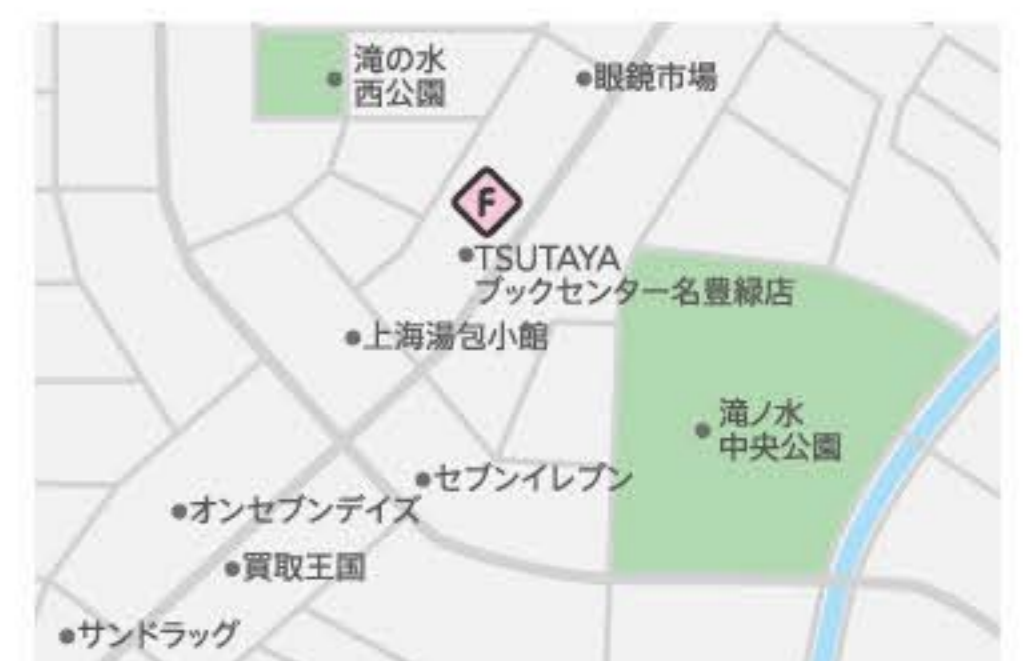 滝の水
西公園
眼鏡市場
F
TSUTAYA
ブックセンター名豊緑店
上海湯包小館
滝ノ水
中央公園
セブンイレブン
オンセブンデイズ
買取王国
サンドラッグ